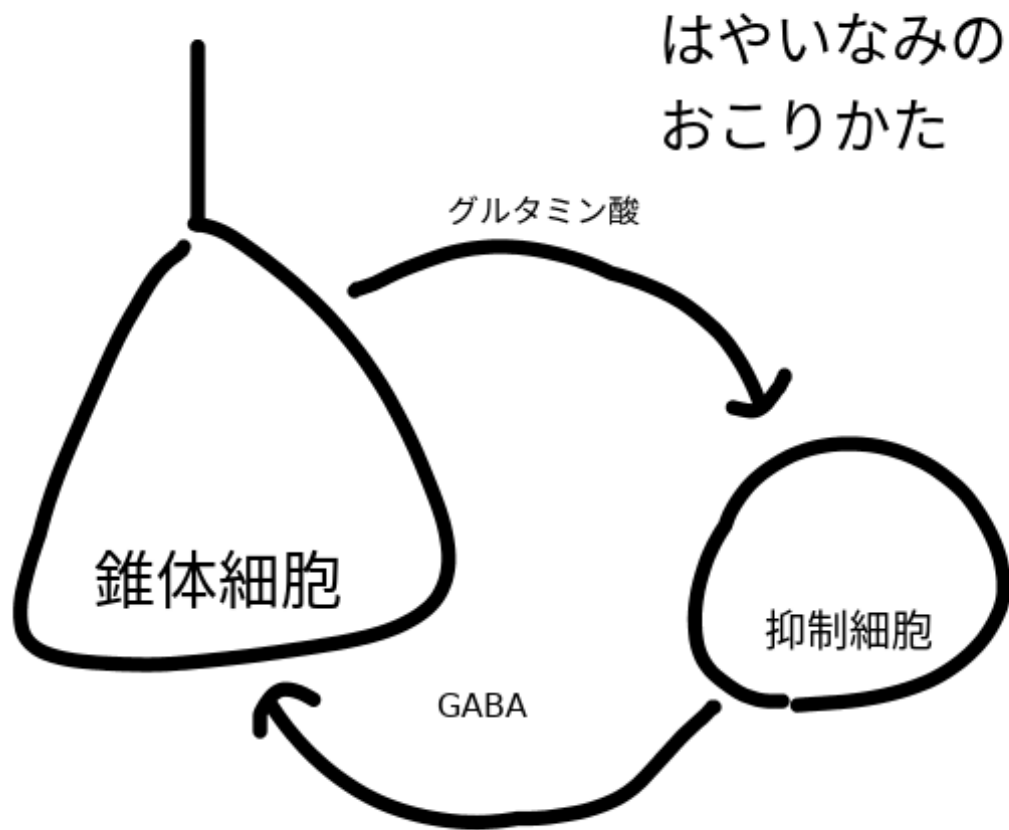 はやいなみの
おこりかた
グルタミン酸
錐体細胞
抑制細胞
GABA